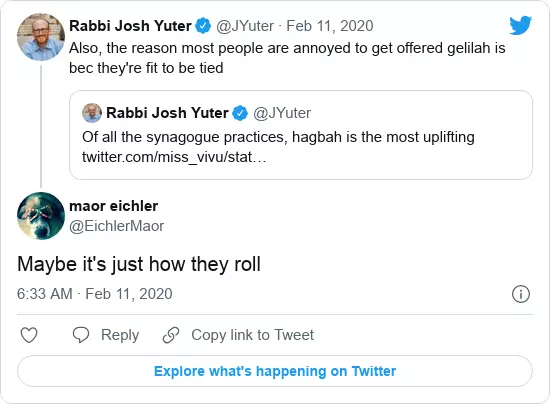 Rabbi Josh Yuter @JYuter · Feb 11, 2020
Also, the reason most people are annoyed to get offered gelilah is
bec they're fit to be tied
Rabbi Josh Yuter @JYuter
Of all the synagogue practices, hagbah is the most uplifting
twitter.com/miss_vivu/stat…
maor eichler
@EichlerMaor
Maybe it's just how they roll
6:33 AM · Feb 11, 2020
Reply Copy link to Tweet
Explore what's happening on Twitter